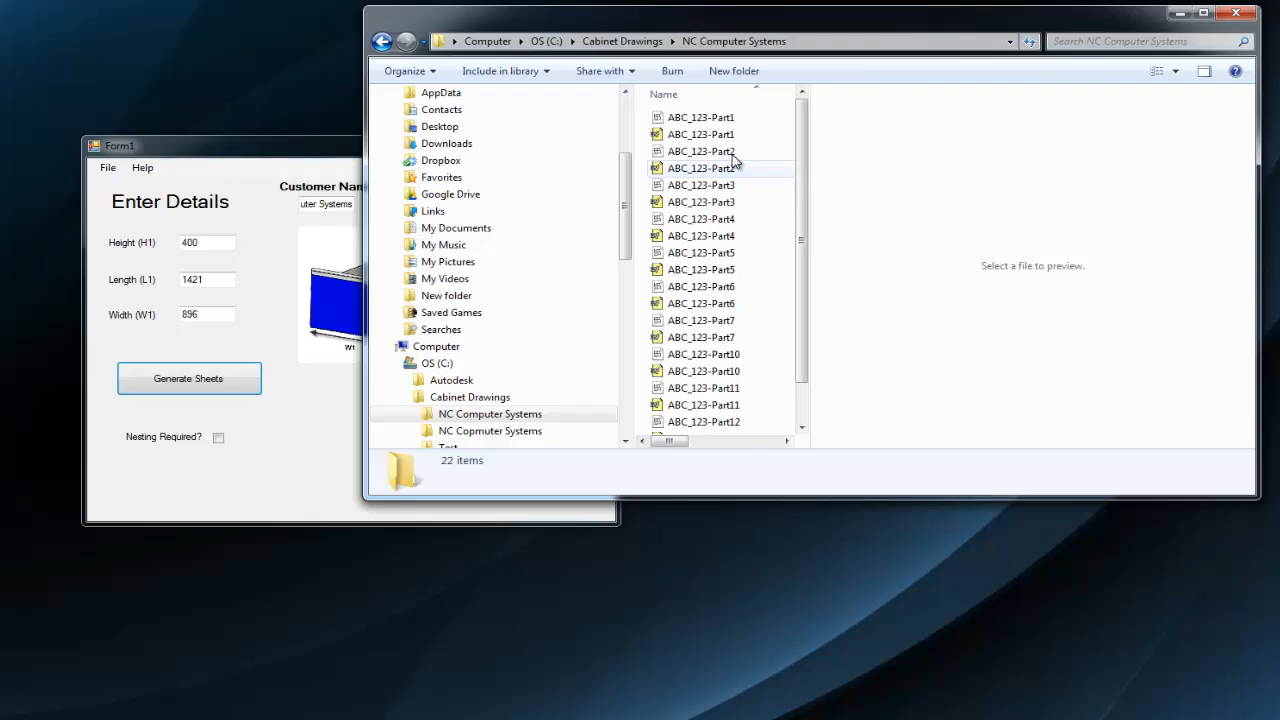 Computer ▸ OS (C:) ▸ Cabinet Drawings ▸ NC Computer Systems
Search NC Computer Systems
Organize
Include in library
Share with
Burn
New folder
AppData
Contacts
Desktop
Downloads
Dropbox
Favorites
Google Drive
Links
My Documents
My Music
My Pictures
My Videos
New folder
Saved Games
Searches
Computer
OS (C:)
Autodesk
Cabinet Drawings
NC Computer Systems
NC Copmuter Systems
Name
ABC_123-Part1
ABC_123-Part1
ABC_123-Part2
ABC_123-Part2
ABC_123-Part3
ABC_123-Part3
ABC_123-Part4
ABC_123-Part4
ABC_123-Part5
ABC_123-Part5
ABC_123-Part6
ABC_123-Part6
ABC_123-Part7
ABC_123-Part7
ABC_123-Part10
ABC_123-Part10
ABC_123-Part11
ABC_123-Part11
ABC_123-Part12
Select a file to preview.
22 items
Form1
File Help
Enter Details
Customer Nam
uter Systems
Height (H1) 400
Length (L1) 1421
Width (W1) 896
W1
Generate Sheets
Nesting Required?